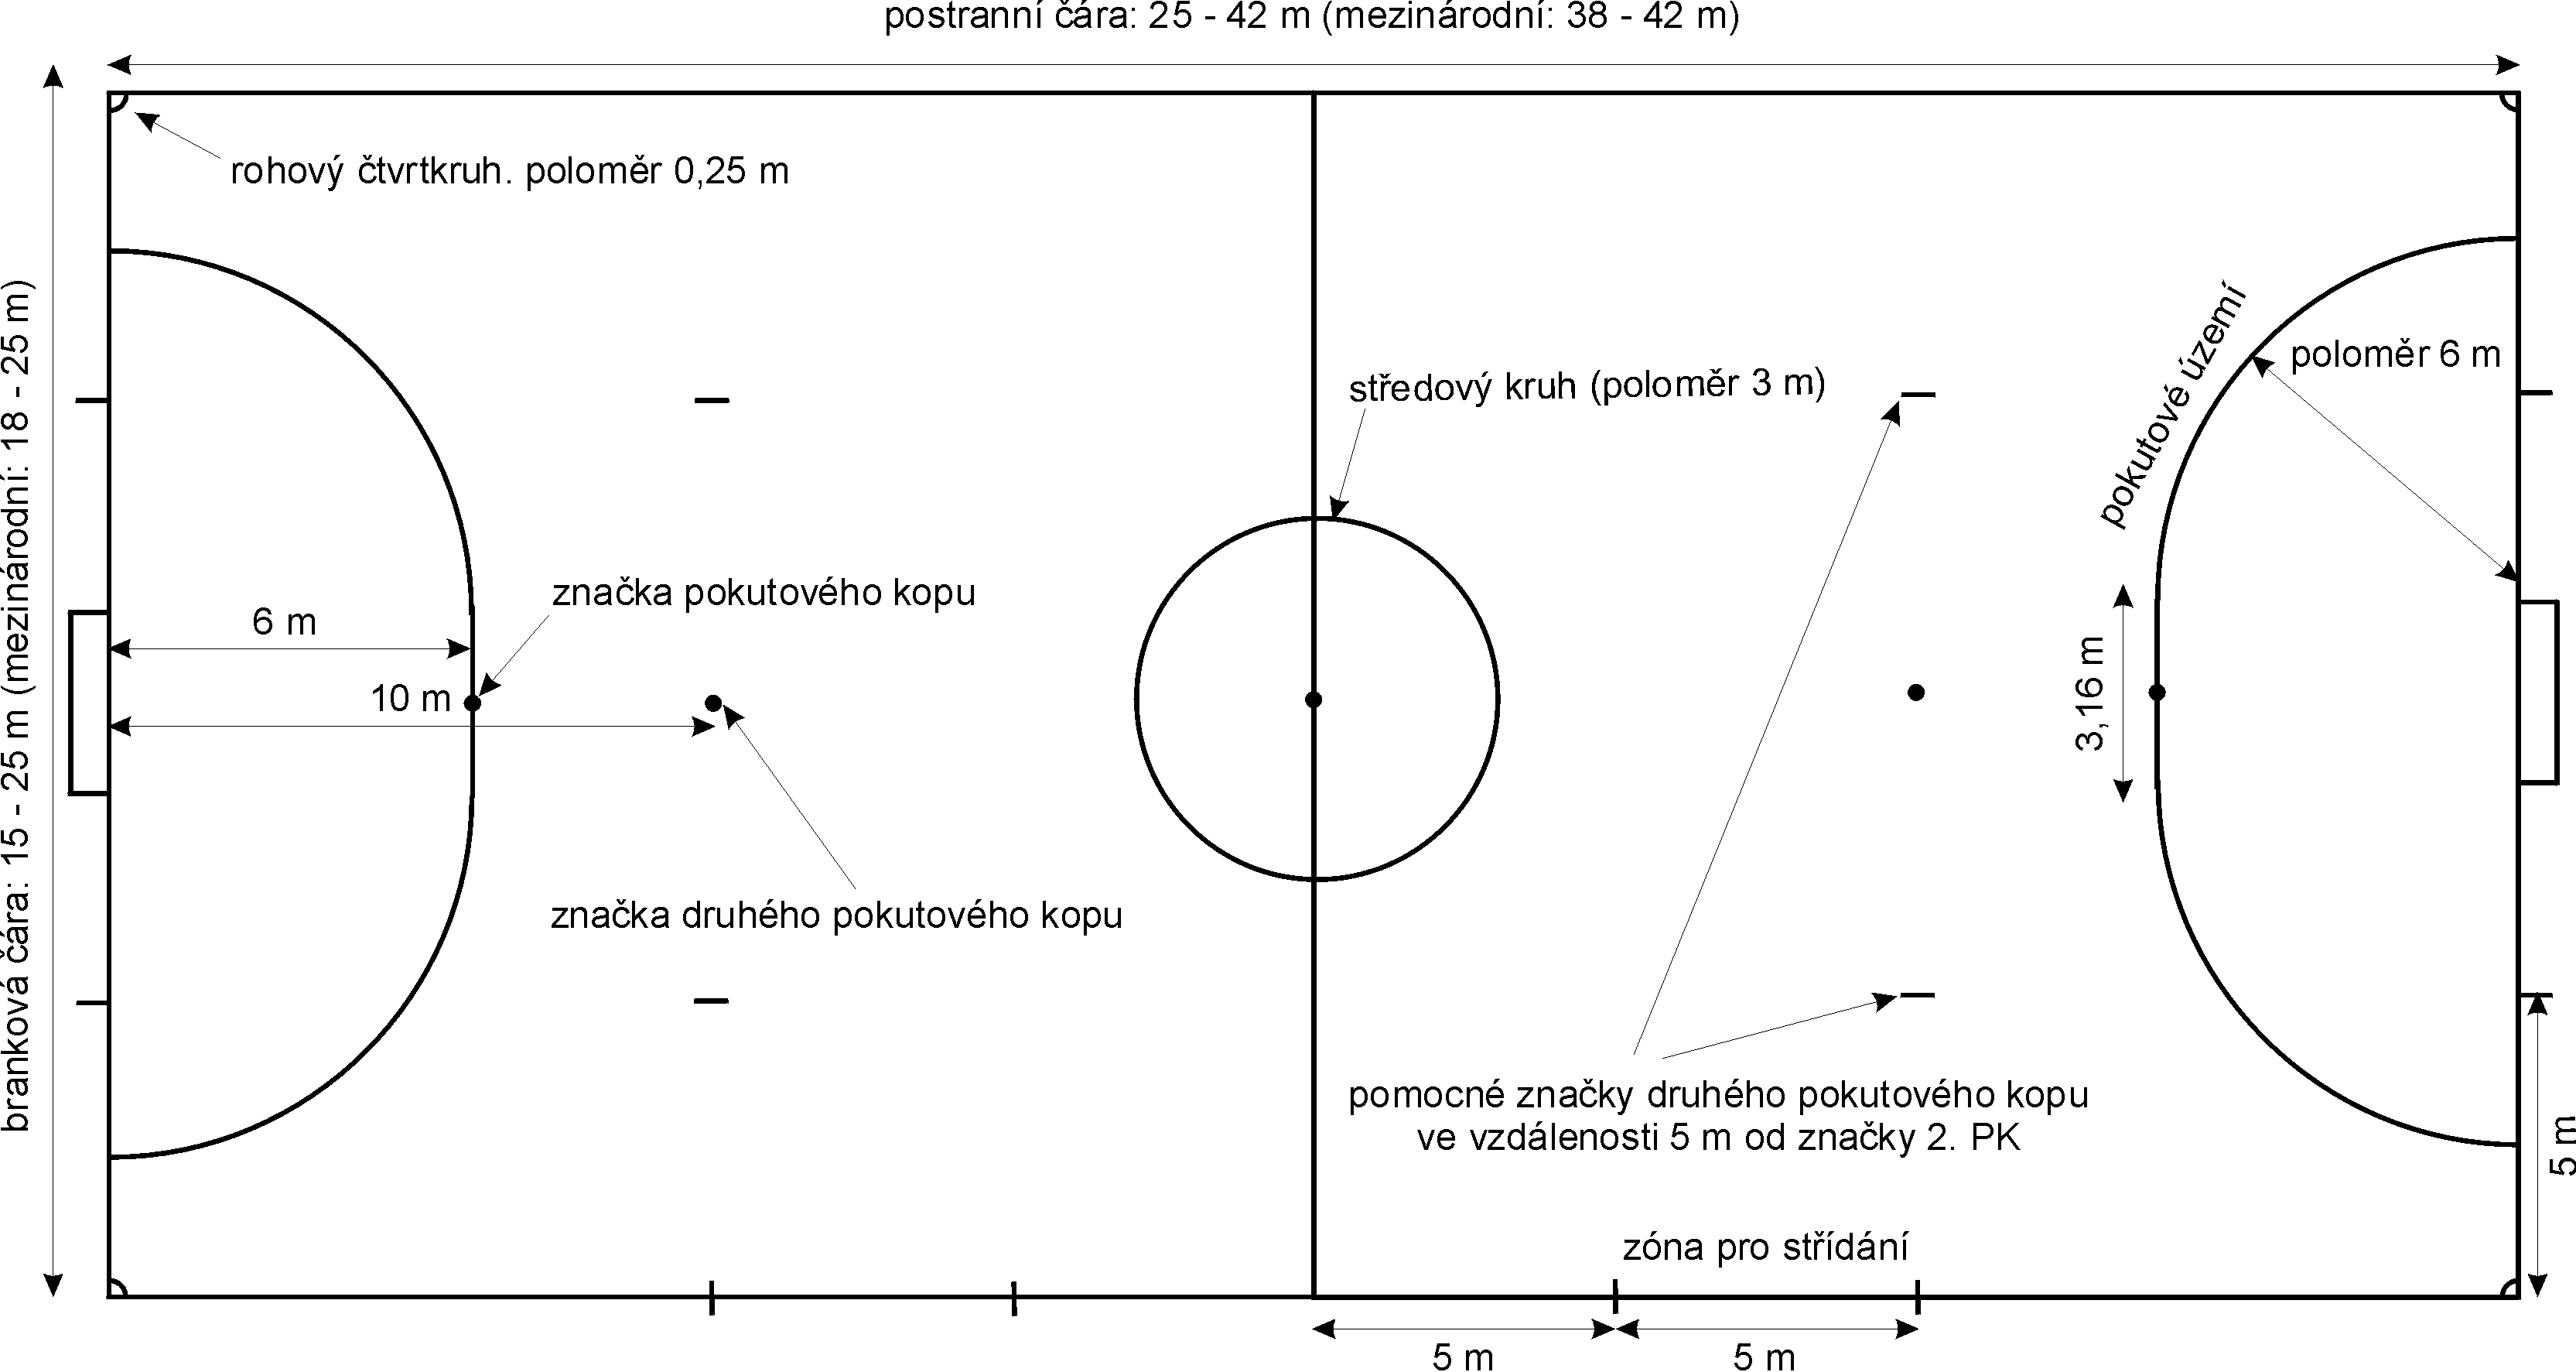 postranní čára: 25 - 42 m (mezinárodní: 38 - 42 m)
branková čára: 15 - 25 m (mezinárodní: 18 - 25 m)
rohový čtvrtkruh. poloměr 0,25 m
pokutové území
poloměr 6 m
středový kruh (poloměr 3 m)
značka pokutového kopu
6 m
10 m
3,16 m
značka druhého pokutového kopu
pomocné značky druhého pokutového kopu
ve vzdálenosti 5 m od značky 2. PK
5 m
zóna pro střídání
5 m
5 m